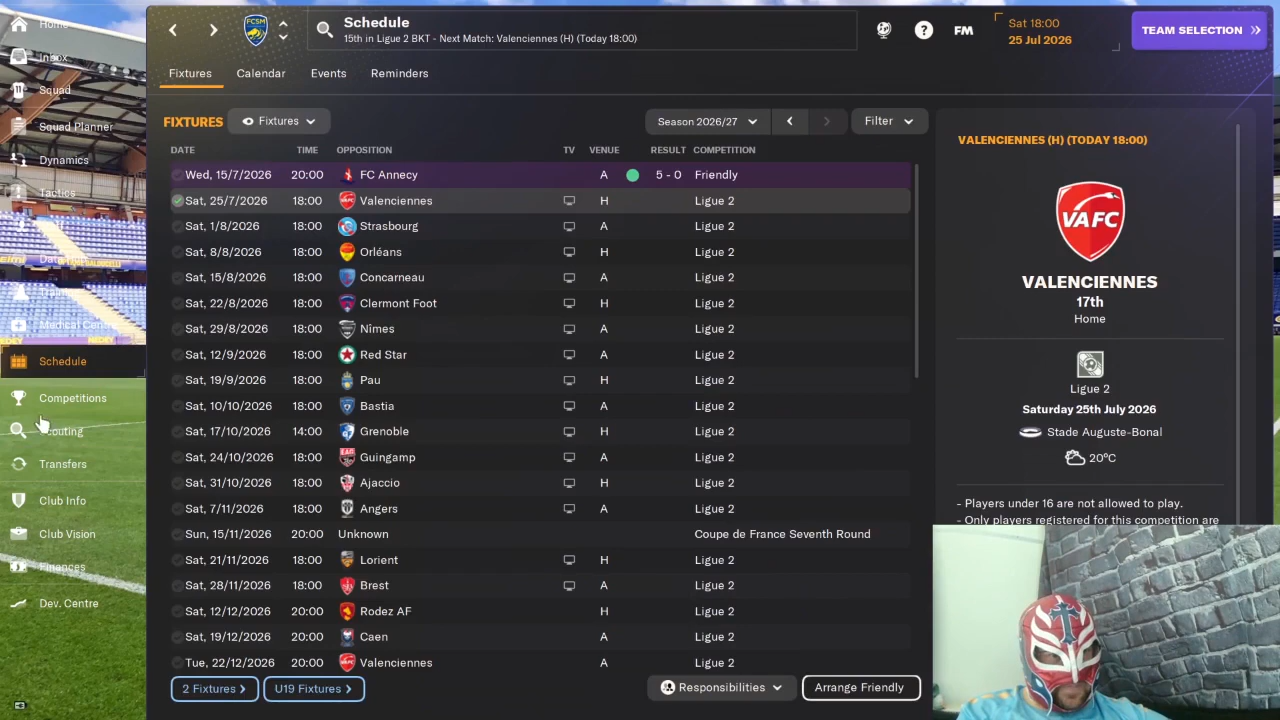 Home
Inbox
Squad
Squad Planner
Dynamics
Tactics
Medical Cent
Schedule
Competitions
outing
Transfers
Club Info
Club Vision
Finances
Dev. Centre
FCSM
Schedule
15th in Ligue 2 BKT - Next Match: Valenciennes (H) (Today 18:00)
FM
Sat 18:00
25 Jul 2026
TEAM SELECTION
Fixtures Calendar Events Reminders
FIXTURES Fixtures Season 2026/27 Filter
DATE TIME OPPOSITION TV VENUE RESULT COMPETITION
Wed, 15/7/2026 20:00 FC Annecy A 5 - 0 Friendly
Sat, 25/7/2026 18:00 Valenciennes H Ligue 2
Sat, 1/8/2026 18:00 Strasbourg A Ligue 2
Sat, 8/8/2026 18:00 Orléans H Ligue 2
Sat, 15/8/2026 18:00 Concarneau A Ligue 2
Sat, 22/8/2026 18:00 Clermont Foot H Ligue 2
Sat, 29/8/2026 18:00 Nîmes A Ligue 2
Sat, 12/9/2026 18:00 Red Star A Ligue 2
Sat, 19/9/2026 18:00 Pau H Ligue 2
Sat, 10/10/2026 18:00 Bastia A Ligue 2
Sat, 17/10/2026 14:00 Grenoble H Ligue 2
Sat, 24/10/2026 18:00 Guingamp A Ligue 2
Sat, 31/10/2026 18:00 Ajaccio H Ligue 2
Sat, 7/11/2026 18:00 Angers A Ligue 2
Sun, 15/11/2026 20:00 Unknown Coupe de France Seventh Round
Sat, 21/11/2026 18:00 Lorient H Ligue 2
Sat, 28/11/2026 18:00 Brest A Ligue 2
Sat, 12/12/2026 20:00 Rodez AF H Ligue 2
Sat, 19/12/2026 20:00 Caen A Ligue 2
Tue, 22/12/2026 20:00 Valenciennes A Ligue 2
2 Fixtures U19 Fixtures Responsibilities Arrange Friendly
VALENCIENNES (H) (TODAY 18:00)
VAFC
VALENCIENNES
17th
Home
Ligue 2
Saturday 25th July 2026
Stade Auguste-Bonal
20ºC
- Players under 16 are not allowed to play.
- Only players registered for this competition are